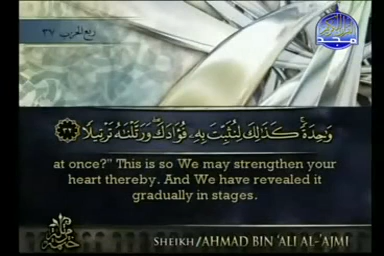 ربع الحزب ٣٧
وَٰحِدَةً ۚ كَذَٰلِكَ لِنُثَبِّتَ بِهِۦ فُؤَادَكَ ۖ وَرَتَّلْنَٰهُ تَرْتِيلًا ٣٢
at once?" This is so We may strengthen your
heart thereby. And We have revealed it
gradually in stages.
SHEIKH/AHMAD BIN 'ALI AL-'AJMI